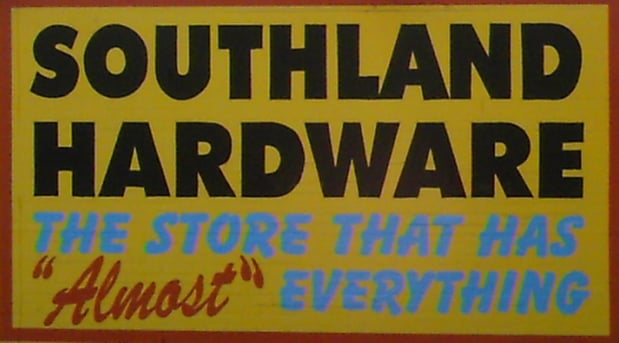 SOUTHLAND
HARDWARE
THE STORE THAT HAS
"Almost" EVERYTHING